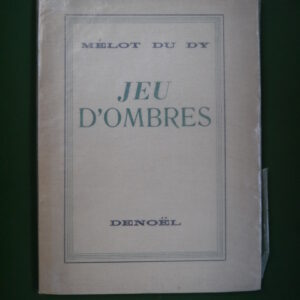 MÉLOT DU DY
JEU
D'OMBRES
DENOËL